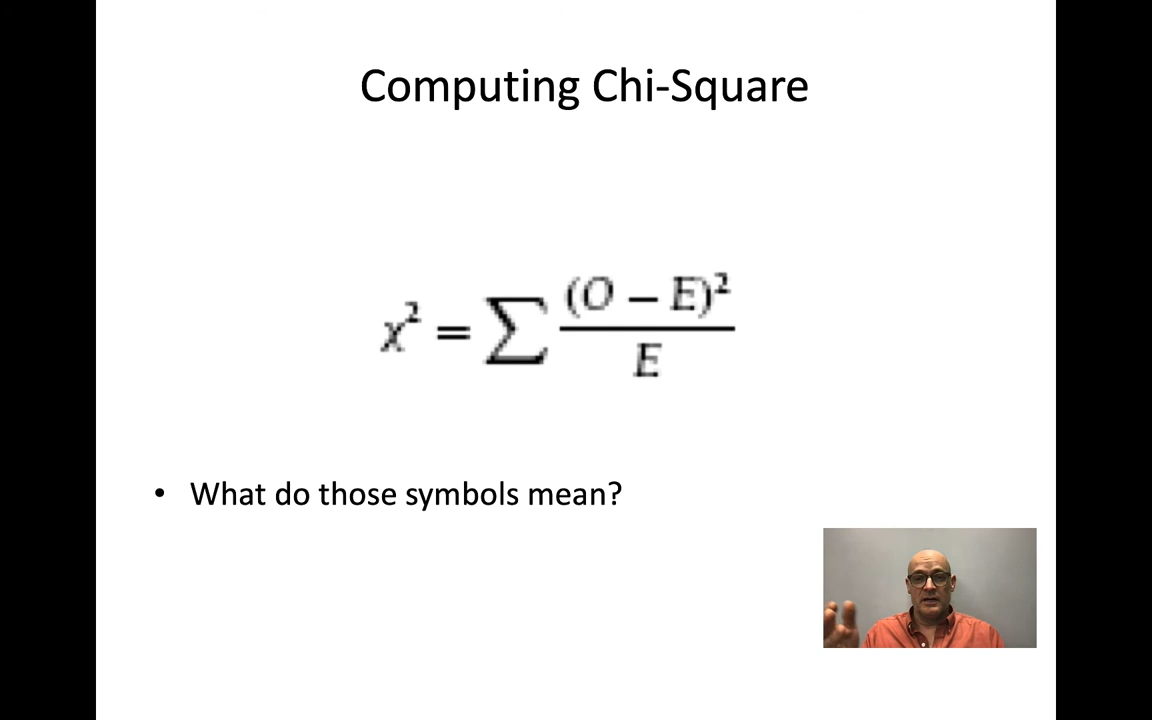 Computing Chi-Square
χ² = ∑ (O – E)² / E
• What do those symbols mean?